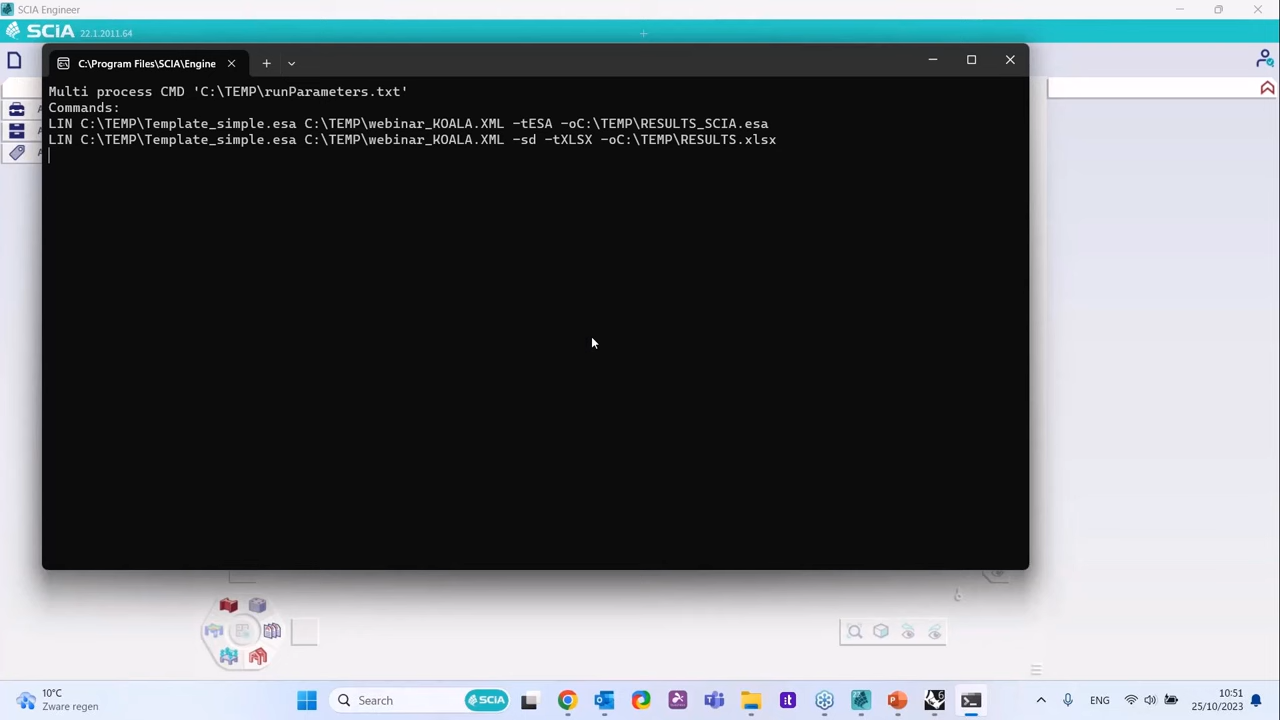 SCIA Engineer
SCIA 22.1.2011.64
C:\Program Files\SCIA\Engine
Multi process CMD 'C:\TEMP\runParameters.txt'
Commands:
LIN C:\TEMP\Template_simple.esa C:\TEMP\webinar_KOALA.XML -tESA -oC:\TEMP\RESULTS_SCIA.esa
LIN C:\TEMP\Template_simple.esa C:\TEMP\webinar_KOALA.XML -sd -tXLSX -oC:\TEMP\RESULTS.xlsx
10°C
Zware regen
Search
SCIA
ENG
10:51
25/10/2023